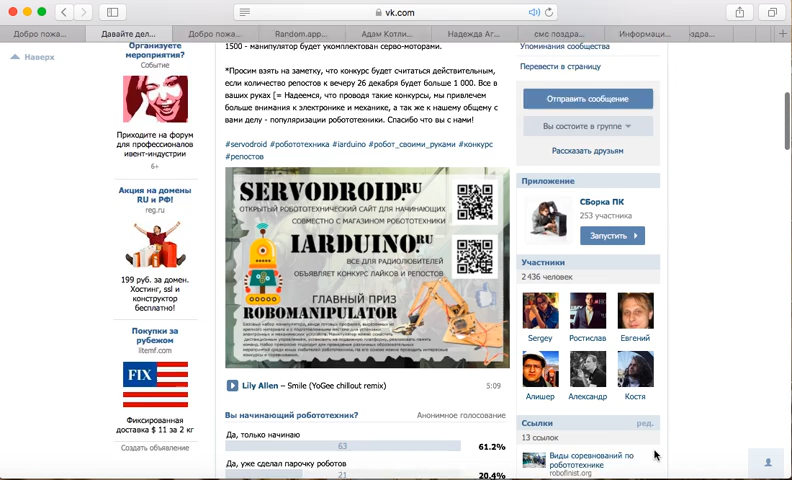 vk.com
Добро пожа...
Давайте дел...
Добро пожа...
Random.app...
Адам Котли...
Надежда Аг...
смс поздра...
Информаци...
Наверх
Организуете
мероприятия?
Событие
Приходите на форум
для профессионалов
ивент-индустрии
6+
Акция на домены
RU и РФ!
reg.ru
199 руб. за домен.
Хостинг, ssl и
конструктор
бесплатно!
Покупки за
рубежом
litemf.com
FIX
Фиксированная
доставка $ 11 за 2 кг
Создать объявление
1500 - манипулятор будет укомплектован серво-моторами.
*Просим взять на заметку, что конкурс будет считаться действительным,
если количество репостов к вечеру 26 декабря будет больше 1 000. Все в
ваших руках [= Надеемся, что проводя такие конкурсы, мы привлечем
больше внимания к электронике и механике, а так же к нашему общему с
вами делу - популяризации робототехники. Спасибо что вы с нами!
#servodroid #робототехника #iarduino #робот_своими_руками #конкурс
#репостов
SERVODROID.RU
ОТКРЫТЫЙ РОБОТОТЕХНИЧЕСКИЙ САЙТ ДЛЯ НАЧИНАЮЩИХ
СОВМЕСТНО С МАГАЗИНОМ РОБОТОТЕХНИКИ
IARDUINO RU
ВСЕ ДЛЯ РАДИОЛЮБИТЕЛЕЙ
ОБЪЯВЛЯЕТ КОНКУРС ЛАЙКОВ И РЕПОСТОВ
ГЛАВНЫЙ ПРИЗ
ROBOMANIPULATOR
Lily Allen – Smile (YoGee chillout remix)
5:09
Вы начинающий робототехник?
Анонимное голосование
Да, только начинаю
63
61.2%
Да, уже сделал парочку роботов
21
20.4%
Упоминания сообщества
Перевести в страницу
Отправить сообщение
Вы состоите в группе
Рассказать друзьям
Приложение
СБорка ПК
253 участника
Запустить
Участники
2 436 человек
Sergey
Ростислав
Евгений
Алишер
Александр
Костя
Ссылки
ред.
13 ссылок
Виды соревнований по
робототехнике
robofinist.org